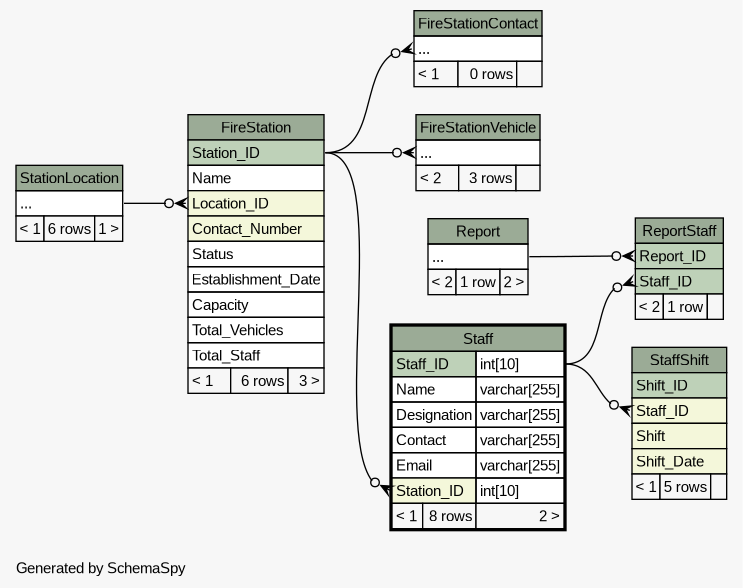 FireStationContact
...
< 1 0 rows
FireStation
Station_ID
Name
Location_ID
Contact_Number
Status
Establishment_Date
Capacity
Total_Vehicles
Total_Staff
< 1 6 rows 3 >
FireStationVehicle
...
< 2 3 rows
StationLocation
...
< 1 6 rows 1 >
Report
...
< 2 1 row 2 >
ReportStaff
Report_ID
Staff_ID
< 2 1 row
Staff
Staff_ID int[10]
Name varchar[255]
Designation varchar[255]
Contact varchar[255]
Email varchar[255]
Station_ID int[10]
< 1 8 rows 2 >
StaffShift
Shift_ID
Staff_ID
Shift
Shift_Date
< 1 5 rows
Generated by SchemaSpy